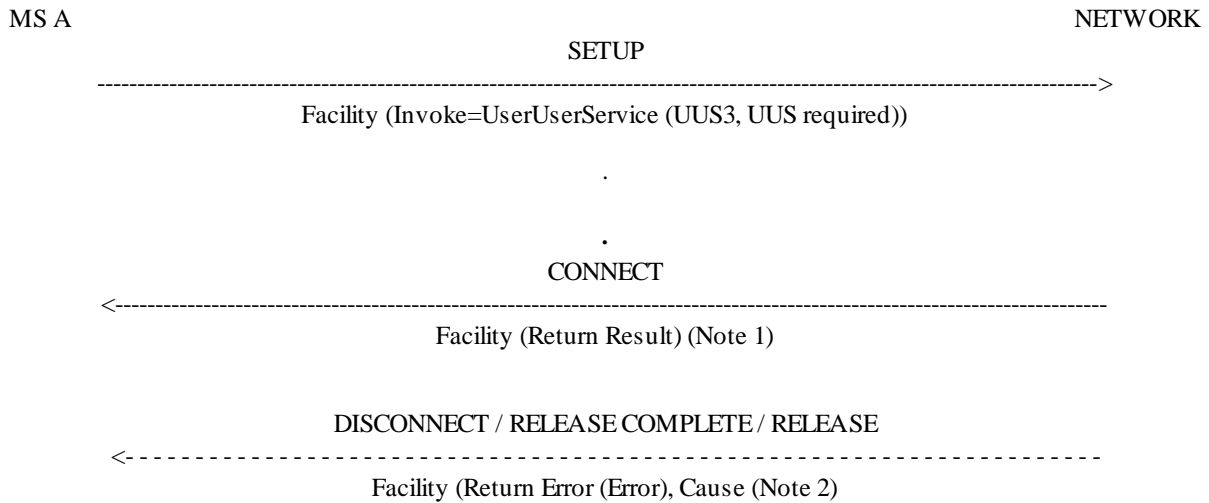 MS A NETWORK
SETUP
------------------------------------------------------------------------------------------------------------------------------>
Facility (Invoke=UserUserService (UUS3, UUS required))
.
.
CONNECT
<-----------------------------------------------------------------------------------------------------------------------------
Facility (Return Result) (Note 1)
DISCONNECT / RELEASE COMPLETE / RELEASE
<- - - - - - - - - - - - - - - - - - - - - - - - - - - - - - - - - - - - - - - - - - - - - - - - - - - - - - - - - - - - - - - - - - - - - - -
Facility (Return Error (Error), Cause (Note 2)